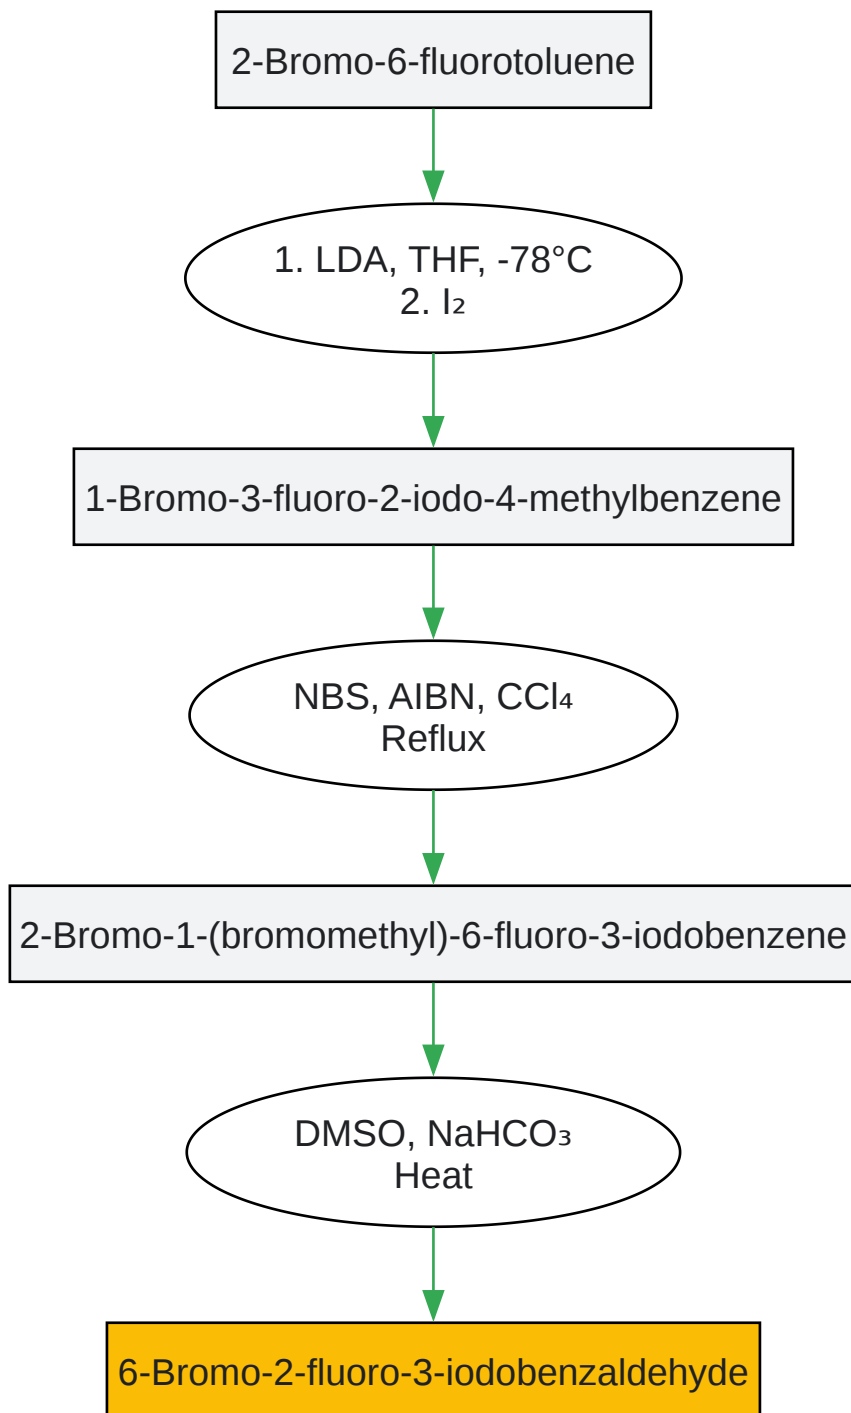 2-Bromo-6-fluorotoluene
1. LDA, THF, -78°C
2. I₂
1-Bromo-3-fluoro-2-iodo-4-methylbenzene
NBS, AIBN, CCl₄
Reflux
2-Bromo-1-(bromomethyl)-6-fluoro-3-iodobenzene
DMSO, NaHCO₃
Heat
6-Bromo-2-fluoro-3-iodobenzaldehyde